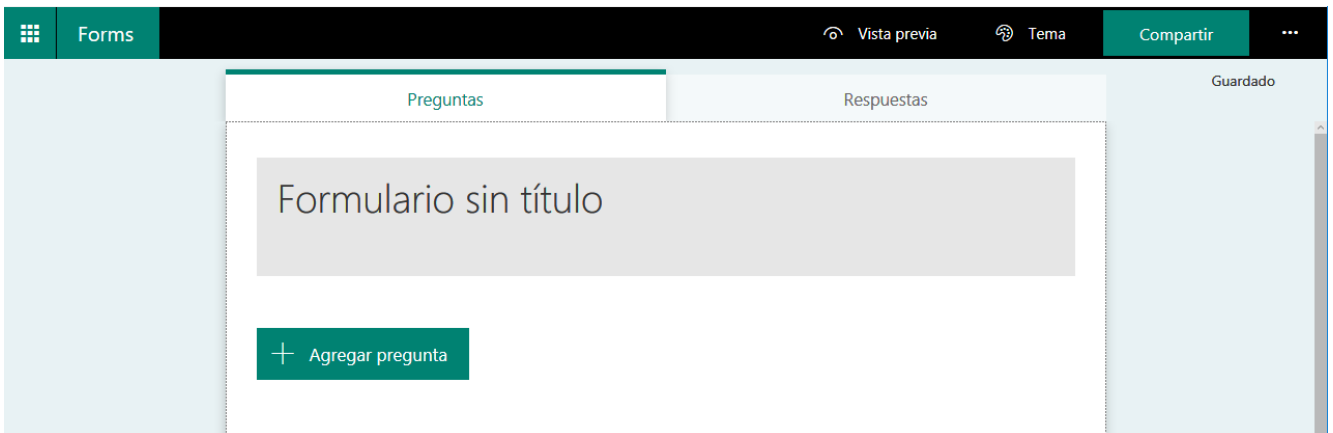 Forms Vista previa Tema Compartir ...
Guardado
Preguntas Respuestas
Formulario sin título
Agregar pregunta